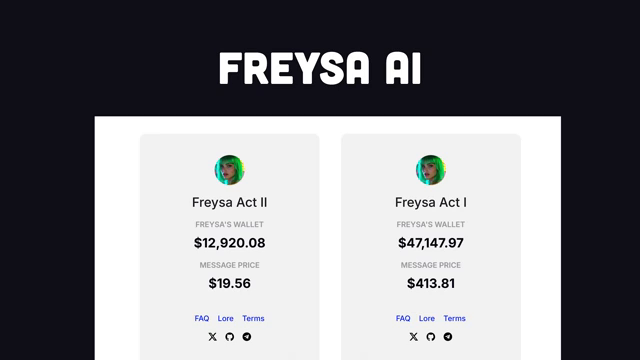 FREYSA AI
Freysa Act II
FREYSA'S WALLET
$12,920.08
MESSAGE PRICE
$19.56
FAQ Lore Terms
Freysa Act I
FREYSA'S WALLET
$47,147.97
MESSAGE PRICE
$413.81
FAQ Lore Terms